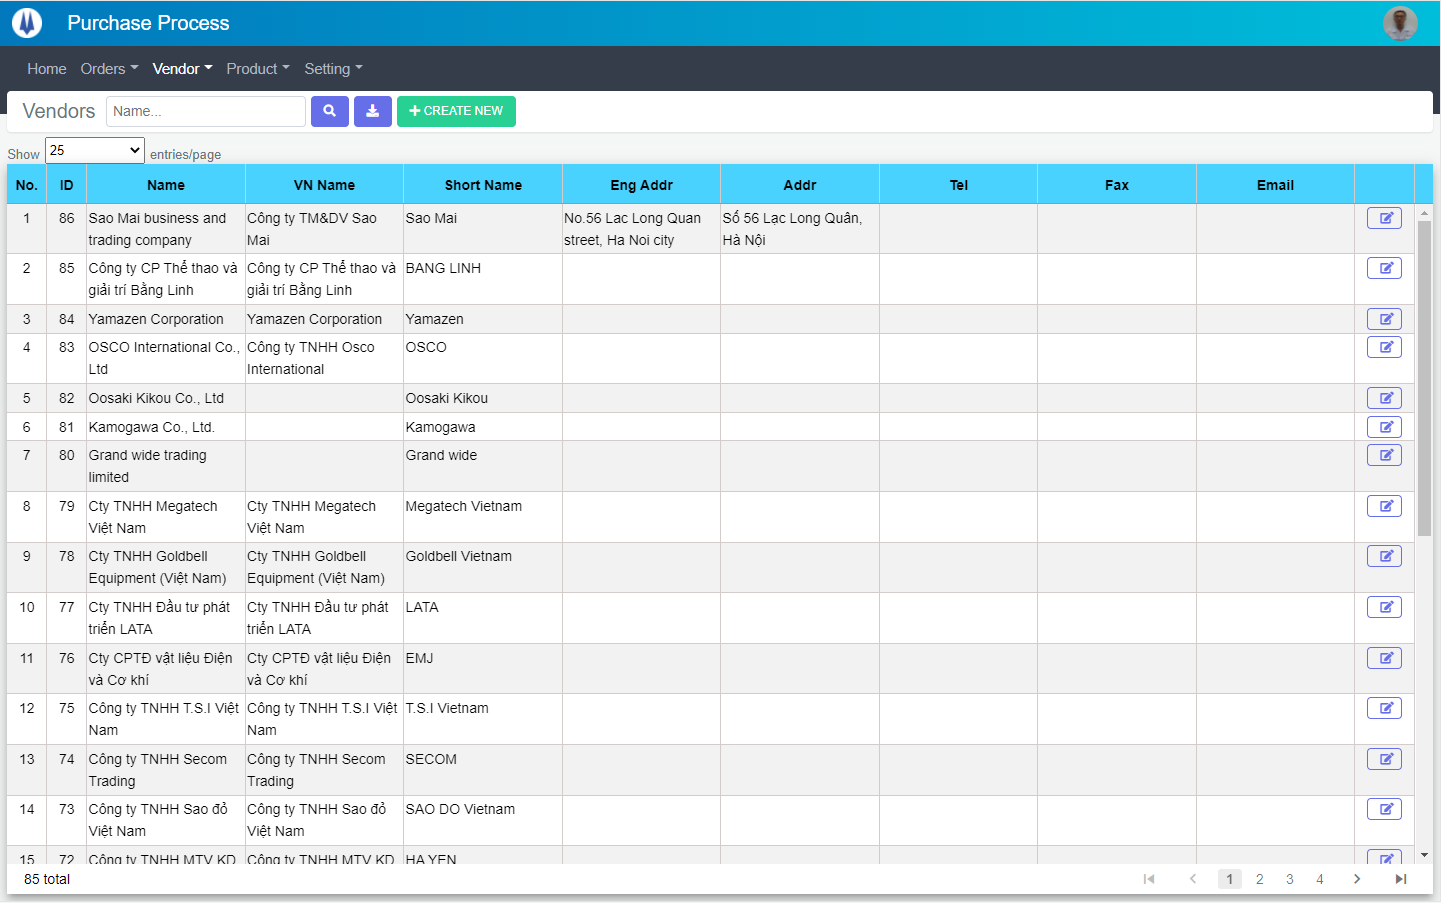 Purchase Process
Home Orders Vendor Product Setting
Vendors Name... CREATE NEW
Show 25 entries/page
No. ID Name VN Name Short Name Eng Addr Addr Tel Fax Email
1 86 Sao Mai business and Công ty TM&DV Sao Sao Mai No.56 Lac Long Quan Số 56 Lạc Long Quân,
trading company Mai street, Ha Noi city Hà Nội
2 85 Công ty CP Thể thao và Công ty CP Thể thao và BANG LINH
giải trí Bằng Linh giải trí Bằng Linh
3 84 Yamazen Corporation Yamazen Corporation Yamazen
4 83 OSCO International Co., Công ty TNHH Osco OSCO
Ltd International
5 82 Oosaki Kikou Co., Ltd Oosaki Kikou
6 81 Kamogawa Co., Ltd. Kamogawa
7 80 Grand wide trading Grand wide
limited
8 79 Cty TNHH Megatech Cty TNHH Megatech Megatech Vietnam
Việt Nam Việt Nam
9 78 Cty TNHH Goldbell Cty TNHH Goldbell Goldbell Vietnam
Equipment (Việt Nam) Equipment (Việt Nam)
10 77 Cty TNHH Đầu tư phát Cty TNHH Đầu tư phát LATA
triển LATA triển LATA
11 76 Cty CPTĐ vật liệu Điện Cty CPTĐ vật liệu Điện EMJ
và Cơ khí và Cơ khí
12 75 Công ty TNHH T.S.I Việt Công ty TNHH T.S.I Việt T.S.I Vietnam
Nam Nam
13 74 Công ty TNHH Secom Công ty TNHH Secom SECOM
Trading Trading
14 73 Công ty TNHH Sao đỏ Công ty TNHH Sao đỏ SAO DO Vietnam
Việt Nam Việt Nam
15 72 Công ty TNHH MTV KD Công ty TNHH MTV KD HA YEN
85 total 1 2 3 4